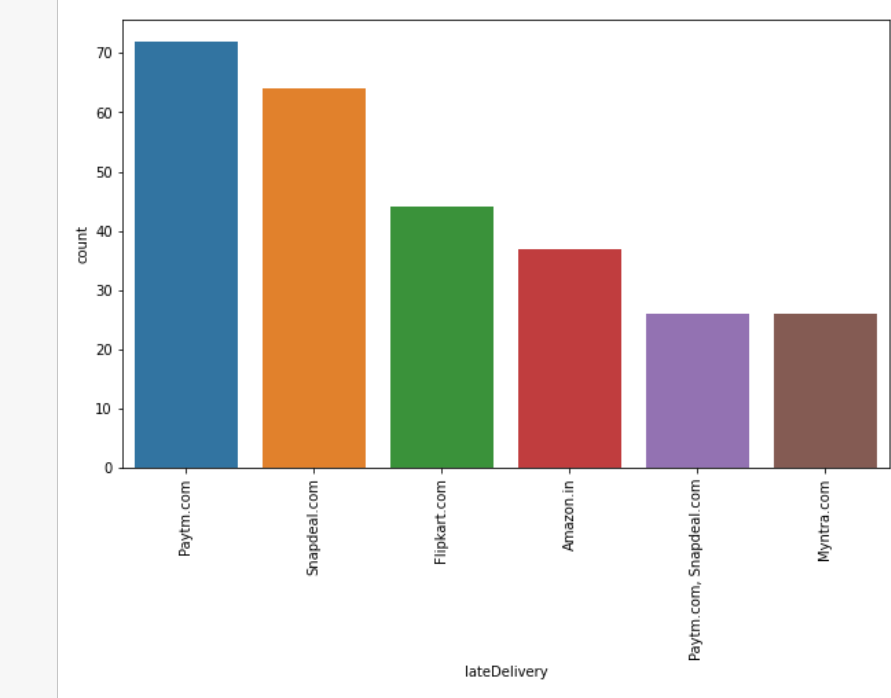 70
60
50
40
30
20
10
0
count
Paytm.com
Snapdeal.com
Flipkart.com
Amazon.in
Paytm.com, Snapdeal.com
Myntra.com
lateDelivery